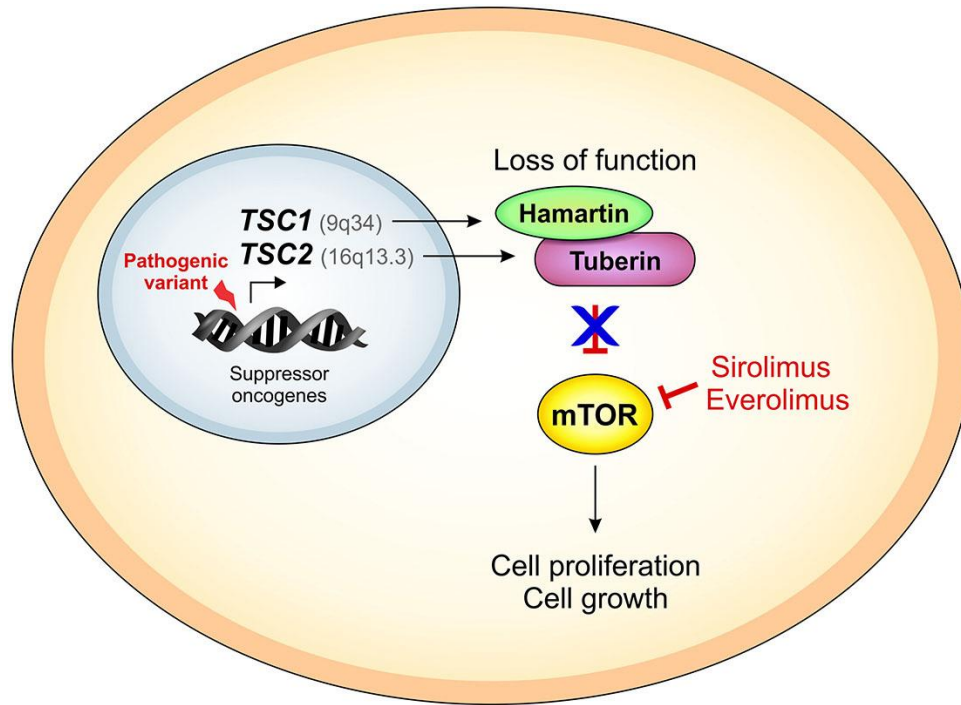 Loss of function
TSC1 (9q34)
Hamartin
TSC2 (16q13.3)
Tuberin
Pathogenic
variant
Suppressor
oncogenes
Sirolimus
Everolimus
mTOR
Cell proliferation
Cell growth